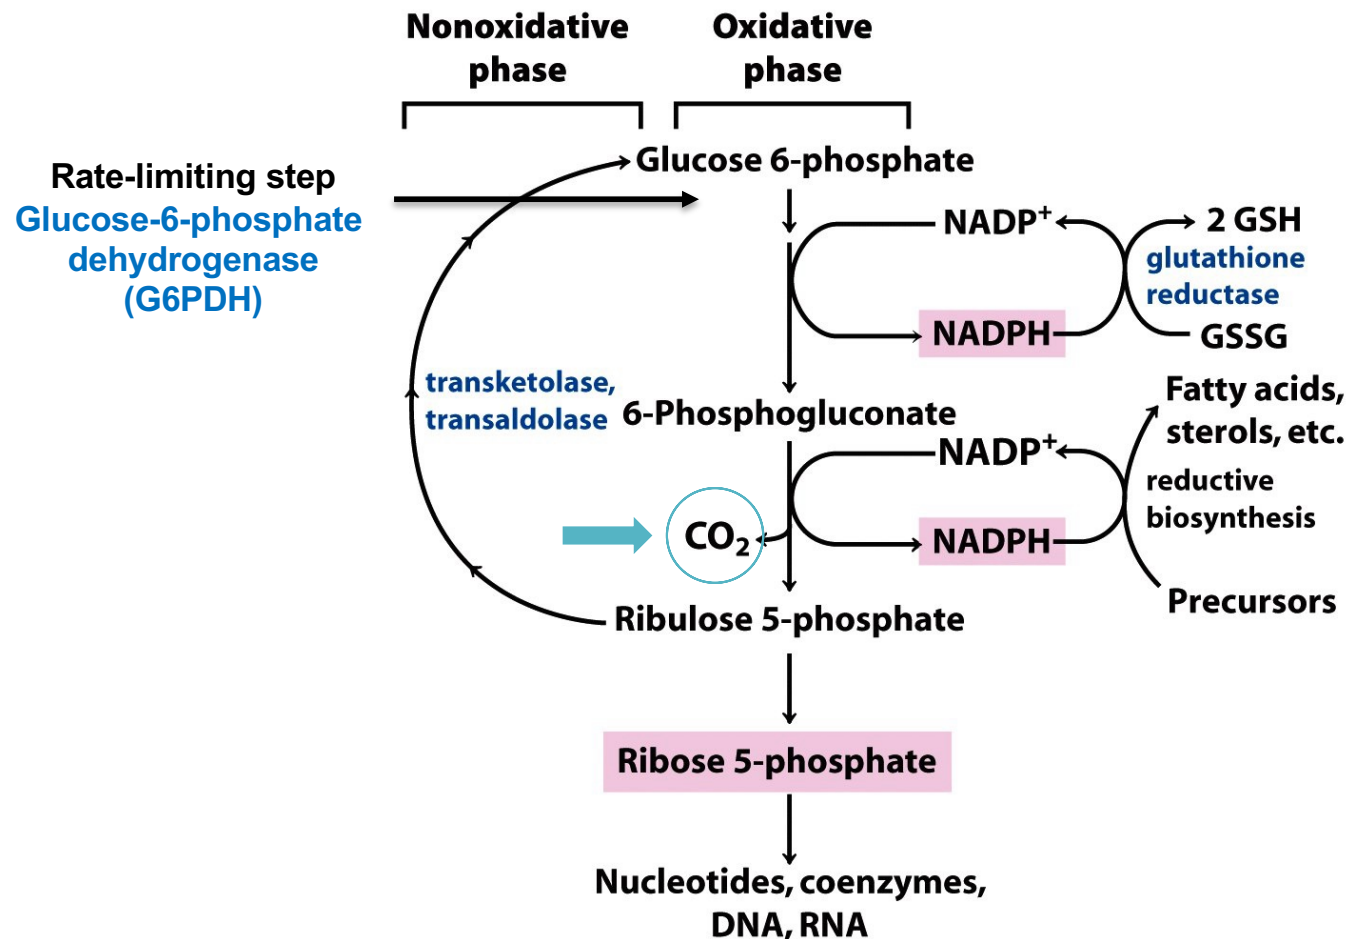 Nonoxidative
phase
Oxidative
phase
Rate-limiting step
Glucose-6-phosphate
dehydrogenase
(G6PDH)
Glucose 6-phosphate
NADP⁺
2 GSH
glutathione
reductase
NADPH
GSSG
transketolase,
transaldolase
6-Phosphogluconate
Fatty acids,
sterols, etc.
NADP⁺
reductive
biosynthesis
CO₂
NADPH
Precursors
Ribulose 5-phosphate
Ribose 5-phosphate
Nucleotides, coenzymes,
DNA, RNA